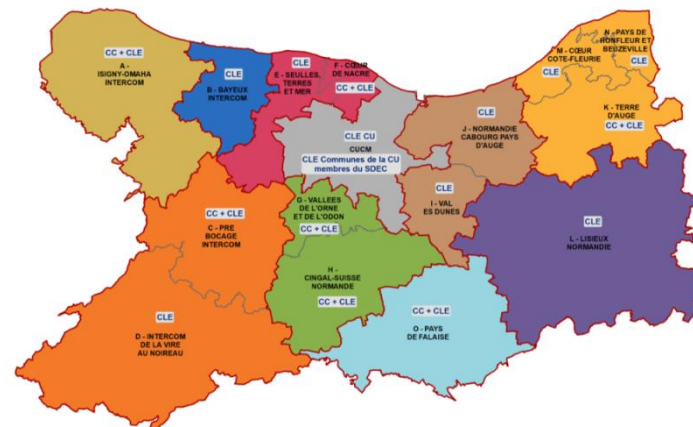 CC + CLE
A -
ISIGNY-OMAHA
INTERCOM
CLE
B - BAYEUX
INTERCOM
CLE
E - SEULLES,
TERRES
ET MER
F - CŒUR
DE NACRE
CC + CLE
CLE CU
CUCM
CLE Communes de la CU
membres du SDEC
CLE
J - NORMANDIE
CABOURG PAYS
D'AUGE
M - CŒUR
COTE-FLEURIE
CLE
N - PAYS DE
HONFLEUR ET
BEUZEVILLE
CLE
K - TERRE
D'AUGE
CC + CLE
CC + CLE
C - PRE
BOCAGE
INTERCOM
G - VALLEES
DE L'ORNE
ET DE L'ODON
CC + CLE
CLE
I - VAL
ES DUNES
CLE
L - LISIEUX
NORMANDIE
H -
CINGAL-SUISSE
NORMANDE
CC + CLE
CLE
D - INTERCOM
DE LA VIRE
AU NOIREAU
CC + CLE
O - PAYS
DE FALAISE